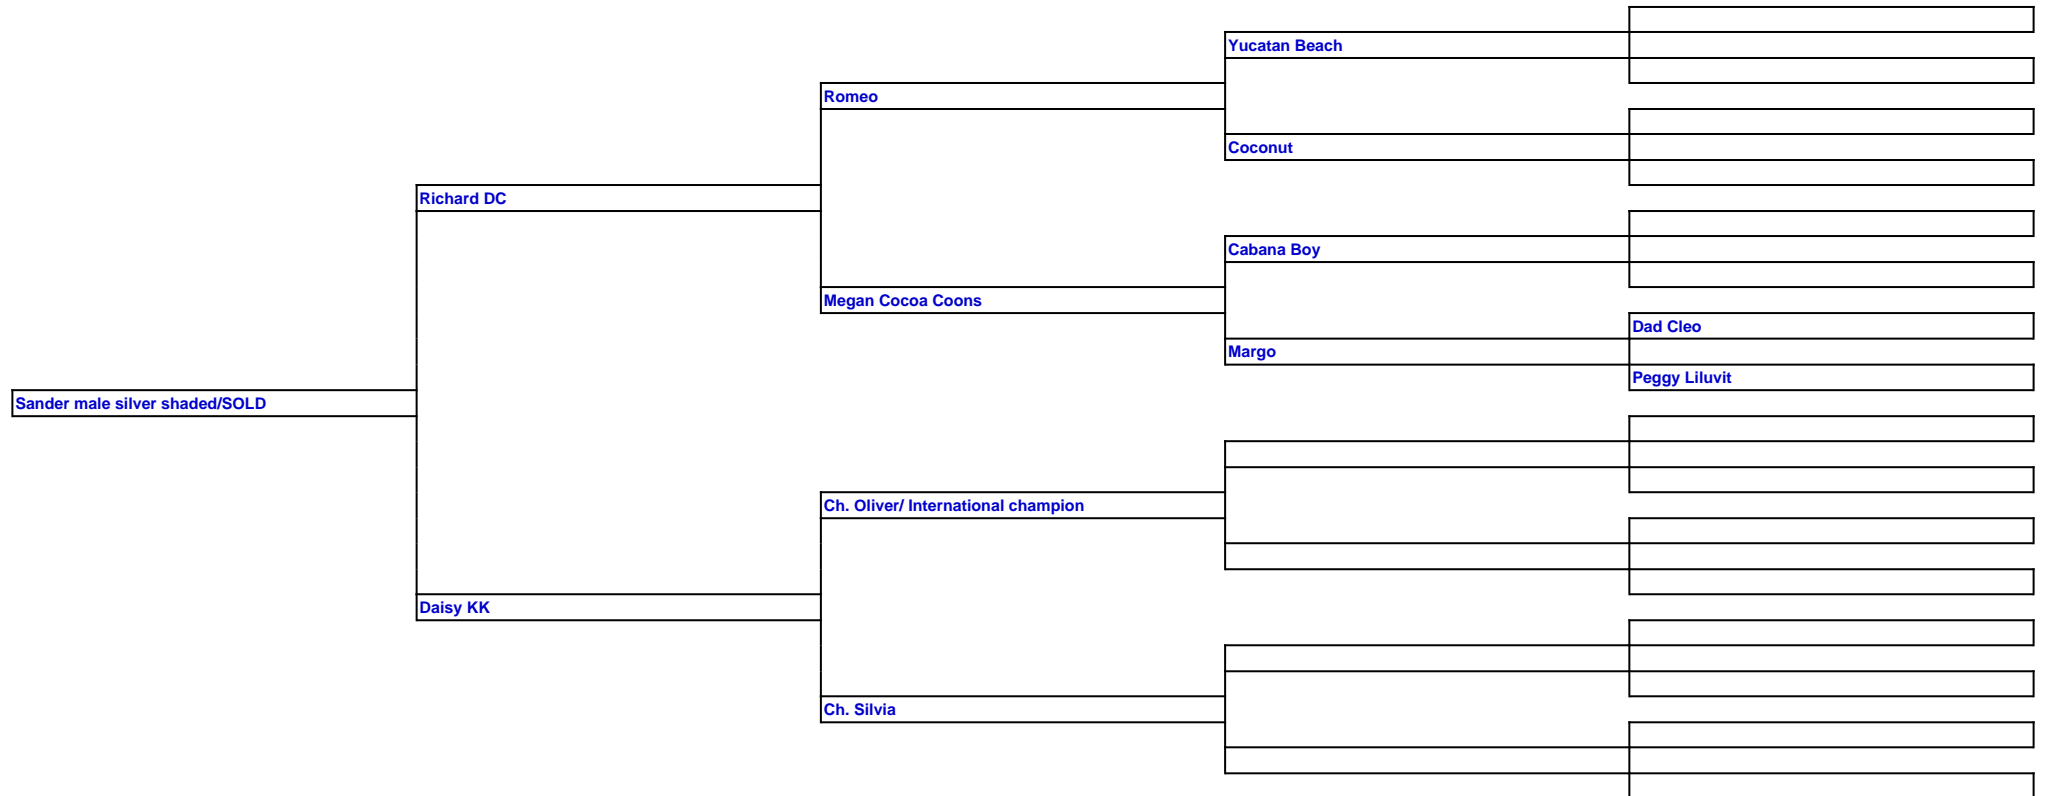 Yucatan Beach
Romeo
Coconut
Richard DC
Cabana Boy
Megan Cocoa Coons
Dad Cleo
Margo
Peggy Liluvit
Sander male silver shaded/SOLD
Ch. Oliver/ International champion
Daisy KK
Ch. Silvia